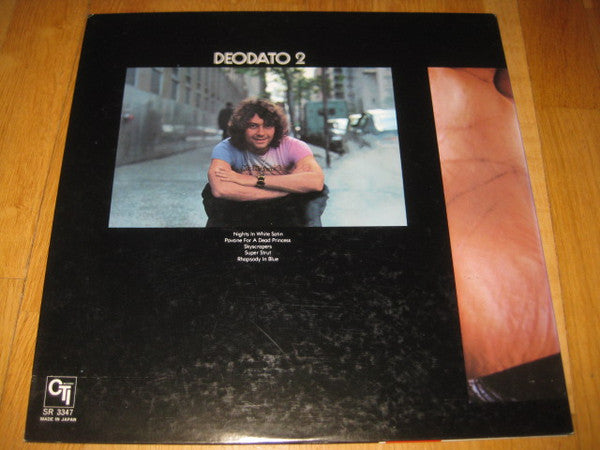 DEODATO 2
Nights In White Satin
Pavane For A Dead Princess
Skyscrapers
Super Strut
Rhapsody In Blue
CTI
SR 3347
MADE IN JAPAN